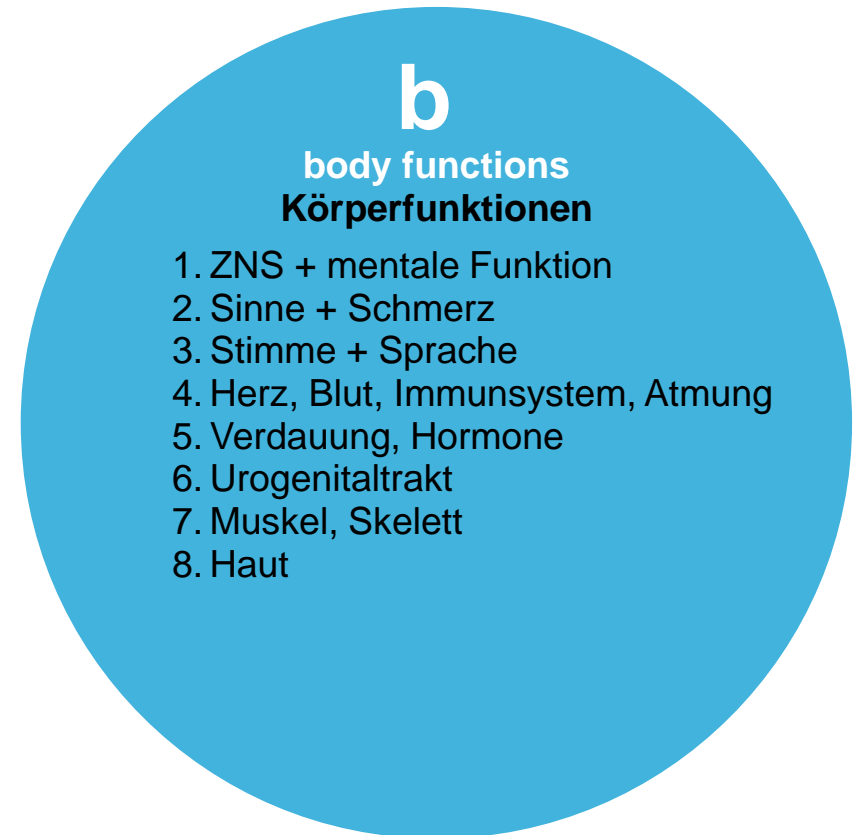 b
body functions
Körperfunktionen
1. ZNS + mentale Funktion
2. Sinne + Schmerz
3. Stimme + Sprache
4. Herz, Blut, Immunsystem, Atmung
5. Verdauung, Hormone
6. Urogenitaltrakt
7. Muskel, Skelett
8. Haut